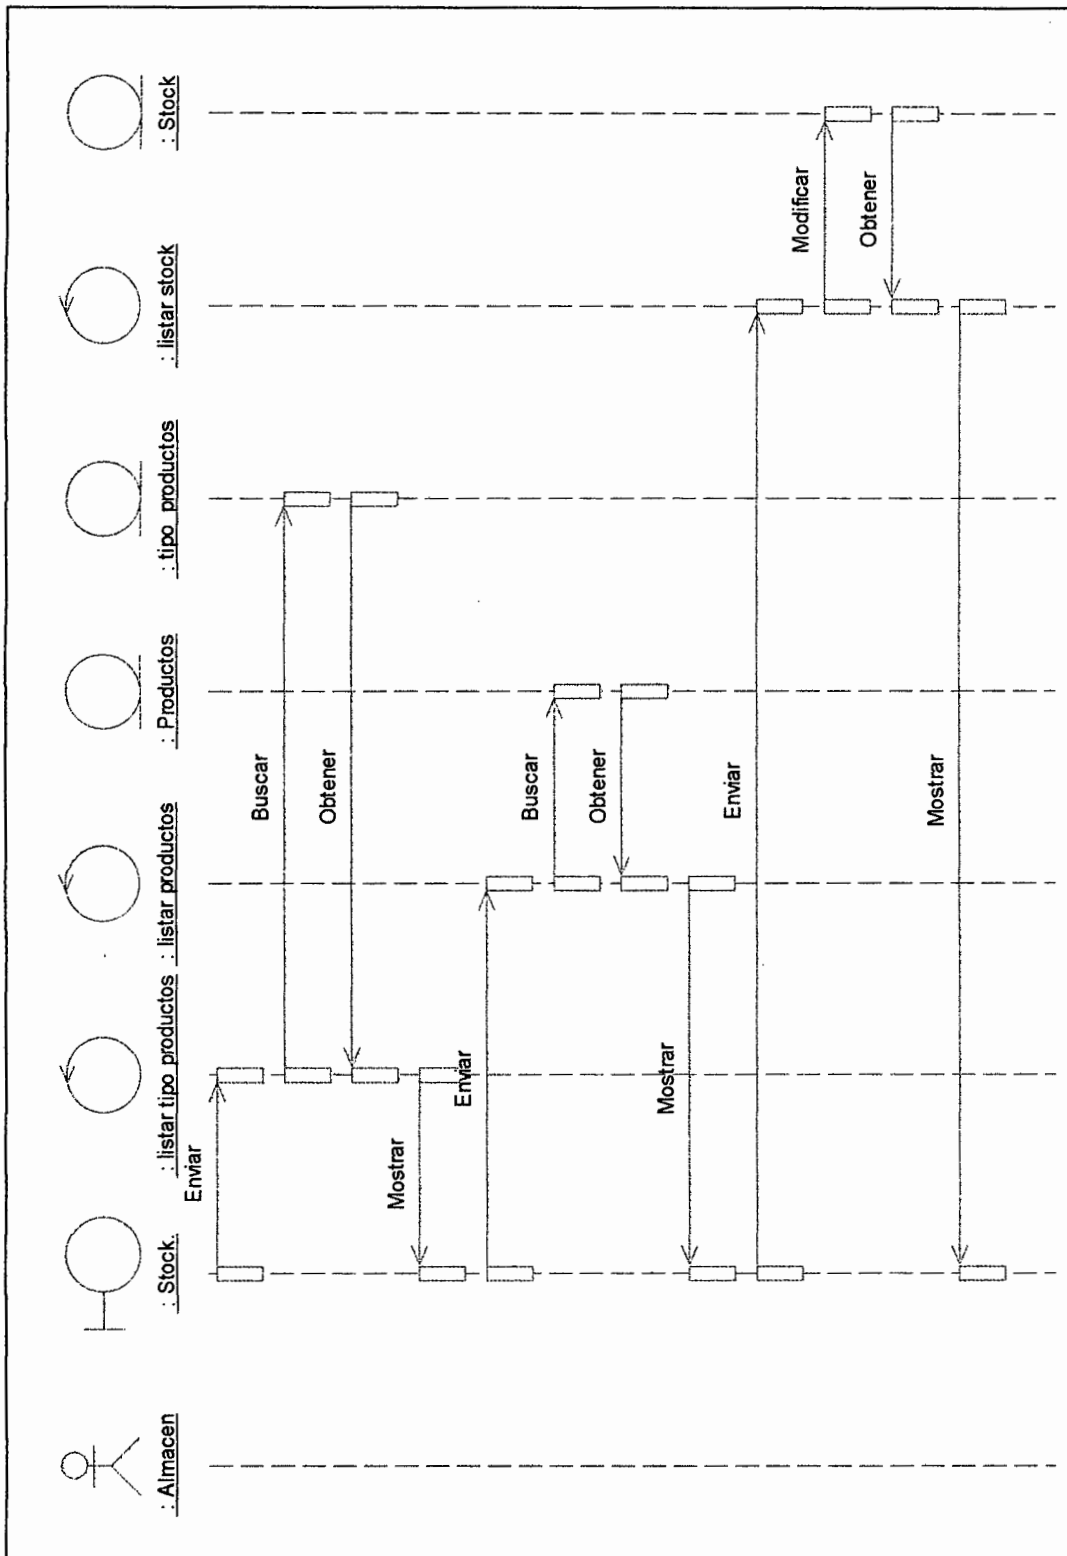 : Almacen
: Stock.
: listar tipo productos
: listar productos
: Productos
: tipo productos
: listar stock
: Stock
Enviar
Buscar
Obtener
Mostrar
Enviar
Buscar
Obtener
Mostrar
Enviar
Modificar
Obtener
Mostrar